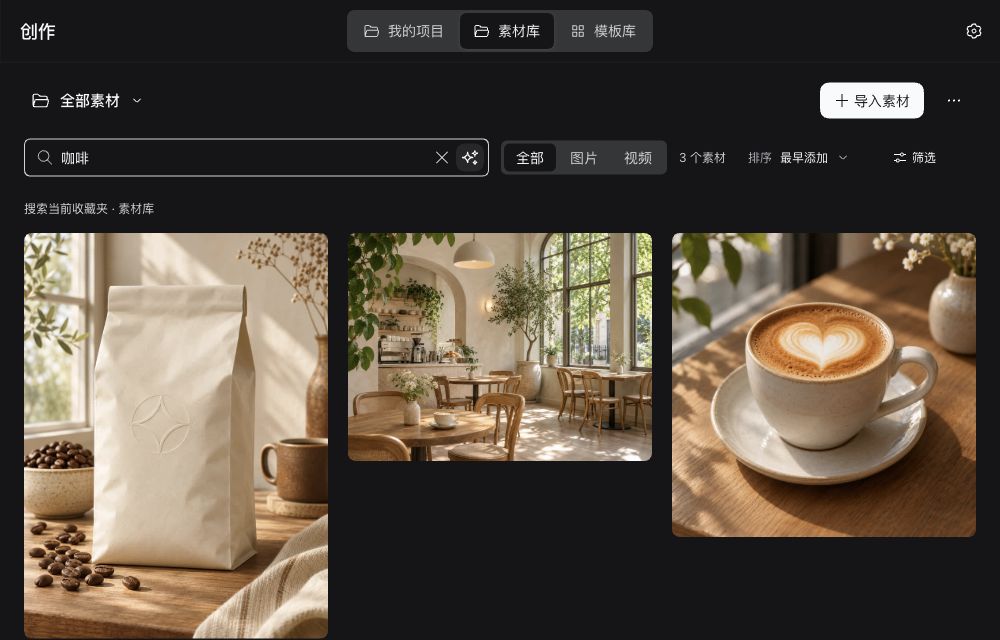 创作
我的项目 素材库 模板库
全部素材
导入素材
咖啡
全部 图片 视频 3 个素材 排序 最早添加 筛选
搜索当前收藏夹 · 素材库